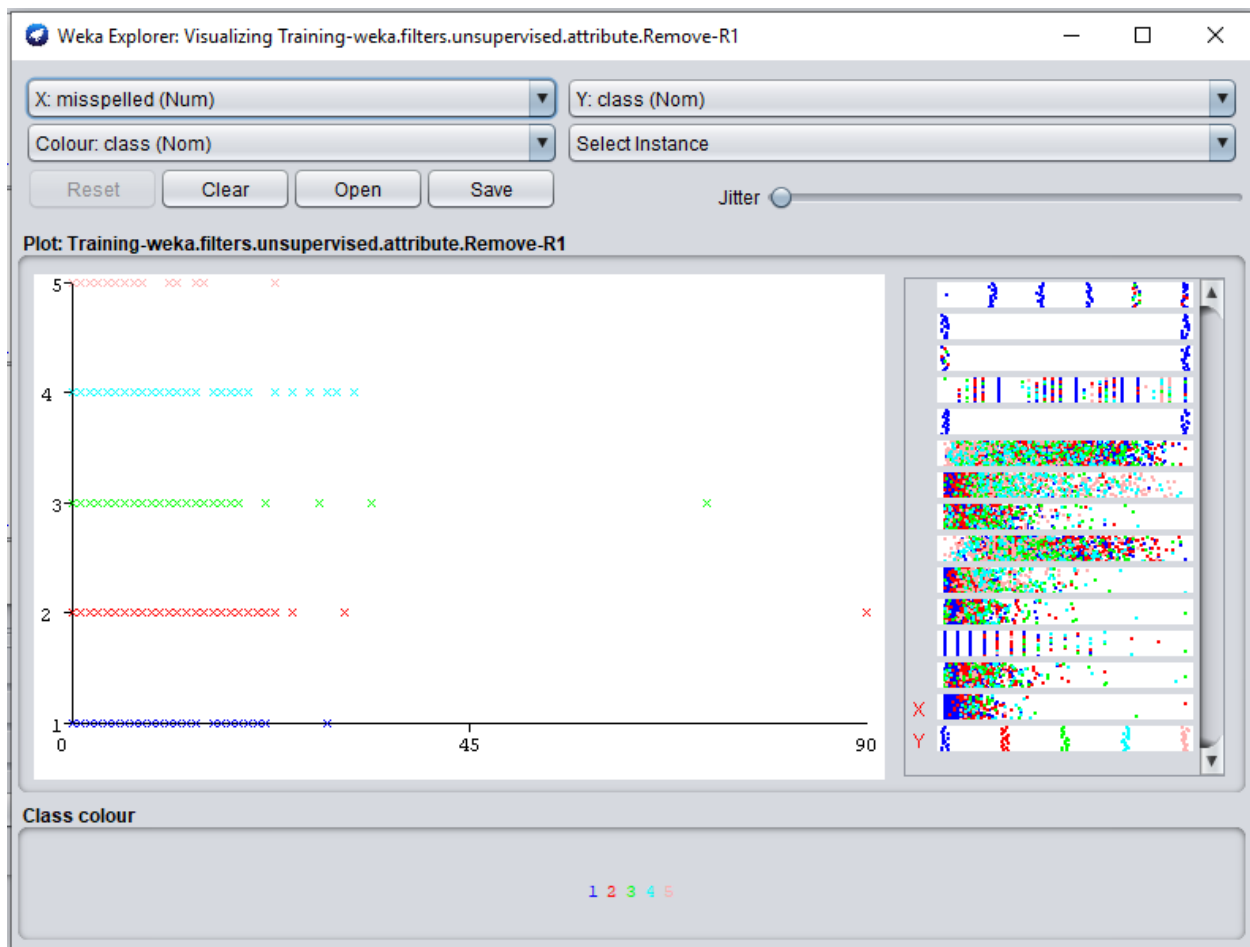 Weka Explorer: Visualizing Training-weka.filters.unsupervised.attribute.Remove-R1
X: misspelled (Num) Y: class (Nom)
Colour: class (Nom) Select Instance
Reset Clear Open Save Jitter
Plot: Training-weka.filters.unsupervised.attribute.Remove-R1
5
4
3
2
X
1
Y
0 45 90
Class colour
1 2 3 4 5